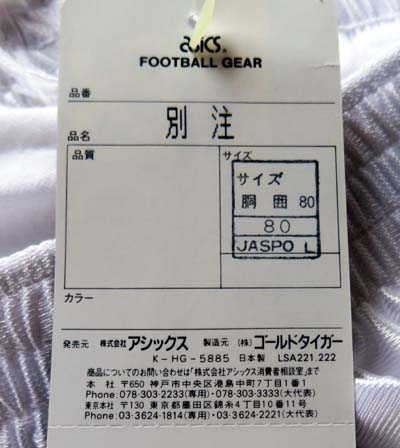 asics
FOOTBALL GEAR
品番
品名 別 注
品質
サイズ
サイズ
胴 囲 80
80
JASPO L
カラー
発売元 株式会社 アシックス 製造元 (株) ゴールドタイガー
K-HG-5885 日本製 LSA221.222
商品についてのお問い合わせは「株式会社アシックス消費者相談室」まで
本 社 〒650 神戸市中央区港島中町7丁目1番1
Phone:078-303-2233(専用)・078-303-3333(大代表)
東京本社 〒130 東京都墨田区錦糸4丁目10番11号
Phone:03-3624-1814(専用)・03-3624-2221(大代表)